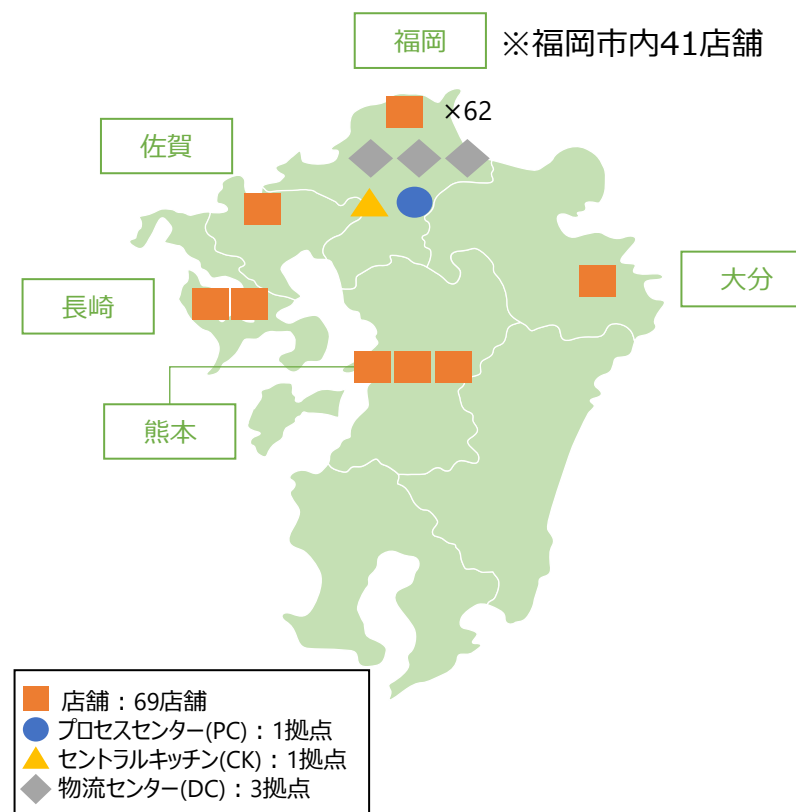 福岡
※福岡市内41店舗
×62
佐賀
大分
長崎
熊本
店舗：69店舗
プロセスセンター(PC)：1拠点
セントラルキッチン(CK)：1拠点
物流センター(DC)：3拠点